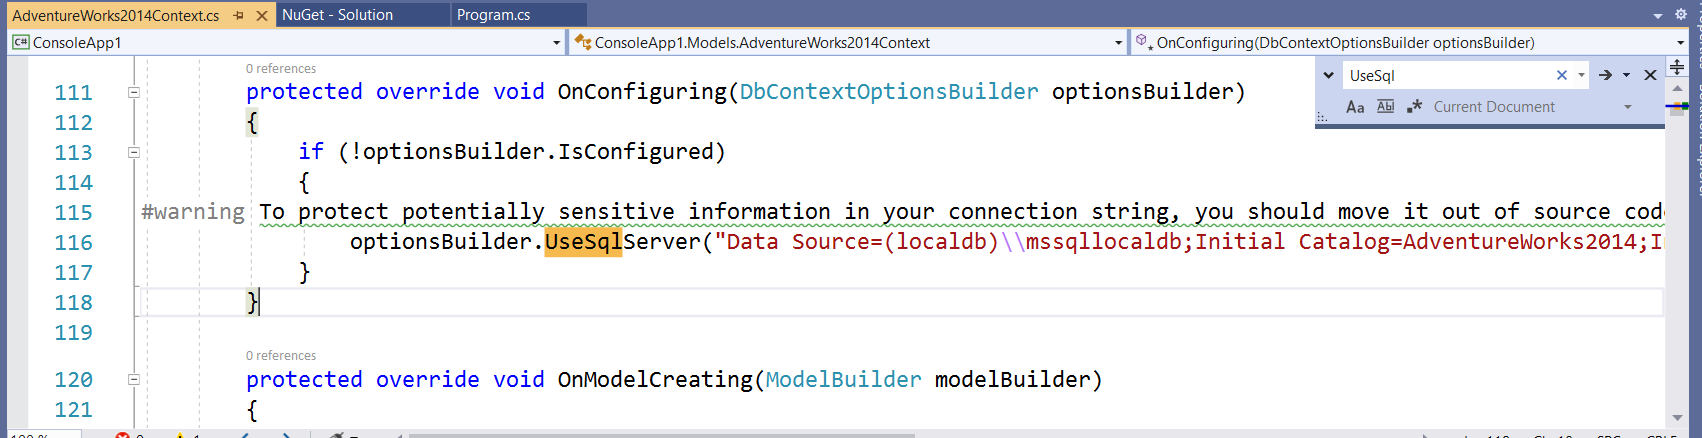 AdventureWorks2014Context.cs NuGet - Solution Program.cs
C# ConsoleApp1 ConsoleApp1.Models.AdventureWorks2014Context OnConfiguring(DbContextOptionsBuilder optionsBuilder)
UseSql
Aa Ab Current Document
0 references
111 protected override void OnConfiguring(DbContextOptionsBuilder optionsBuilder)
112 {
113 if (!optionsBuilder.IsConfigured)
114 {
115 #warning To protect potentially sensitive information in your connection string, you should move it out of source code
116 optionsBuilder.UseSqlServer("Data Source=(localdb)\\mssqllocaldb;Initial Catalog=AdventureWorks2014;I
117 }
118 }
119
0 references
120 protected override void OnModelCreating(ModelBuilder modelBuilder)
121 {